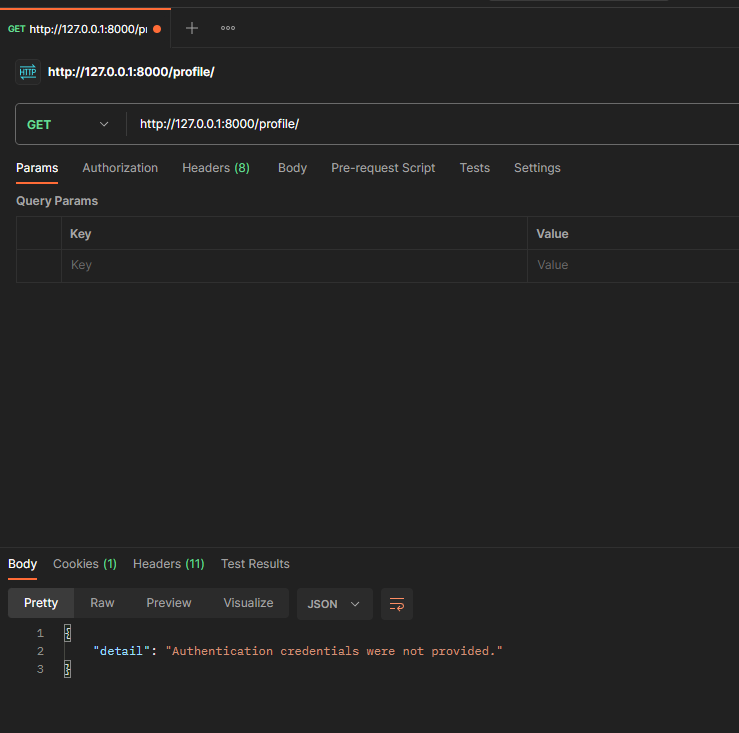 GET http://127.0.0.1:8000/pr
HTTP http://127.0.0.1:8000/profile/
GET http://127.0.0.1:8000/profile/
Params Authorization Headers (8) Body Pre-request Script Tests Settings
Query Params
Key Value
Key Value
Body Cookies (1) Headers (11) Test Results
Pretty Raw Preview Visualize JSON
1 {
2 "detail": "Authentication credentials were not provided."
3 }